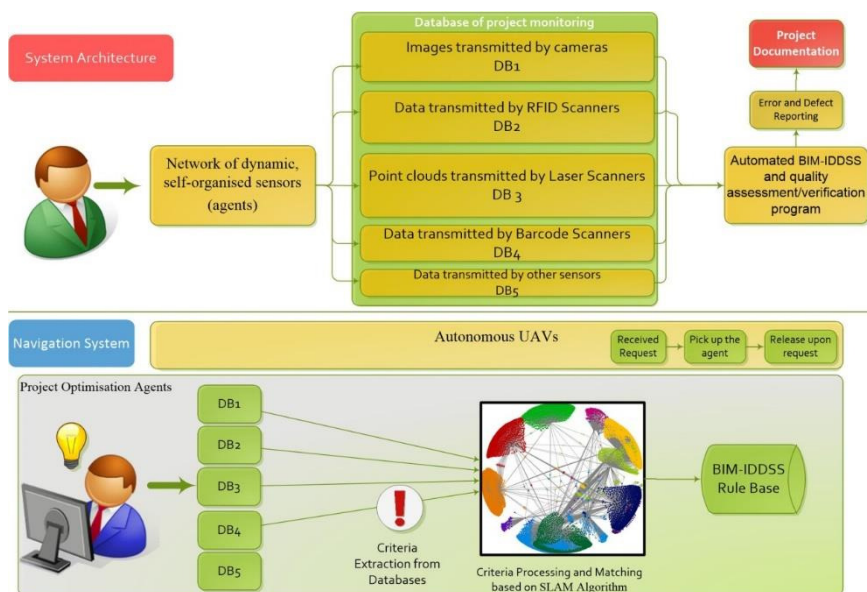 Database of project monitoring
System Architecture
Images transmitted by cameras
DB1
Data transmitted by RFID Scanners
DB2
Point clouds transmitted by Laser Scanners
DB 3
Data transmitted by Barcode Scanners
DB4
Data transmitted by other sensors
DB5
Network of dynamic,
self-organised sensors
(agents)
Project
Documentation
Error and Defect
Reporting
Automated BIM-IDDSS
and quality
assessment/verification
program
Navigation System
Autonomous UAVs
Received
Request
Pick up the
agent
Release upon
request
Project Optimisation Agents
DB1
DB2
DB3
DB4
DB5
Criteria
Extraction from
Databases
Criteria Processing and Matching
based on SLAM Algorithm
BIM-IDDSS
Rule Base